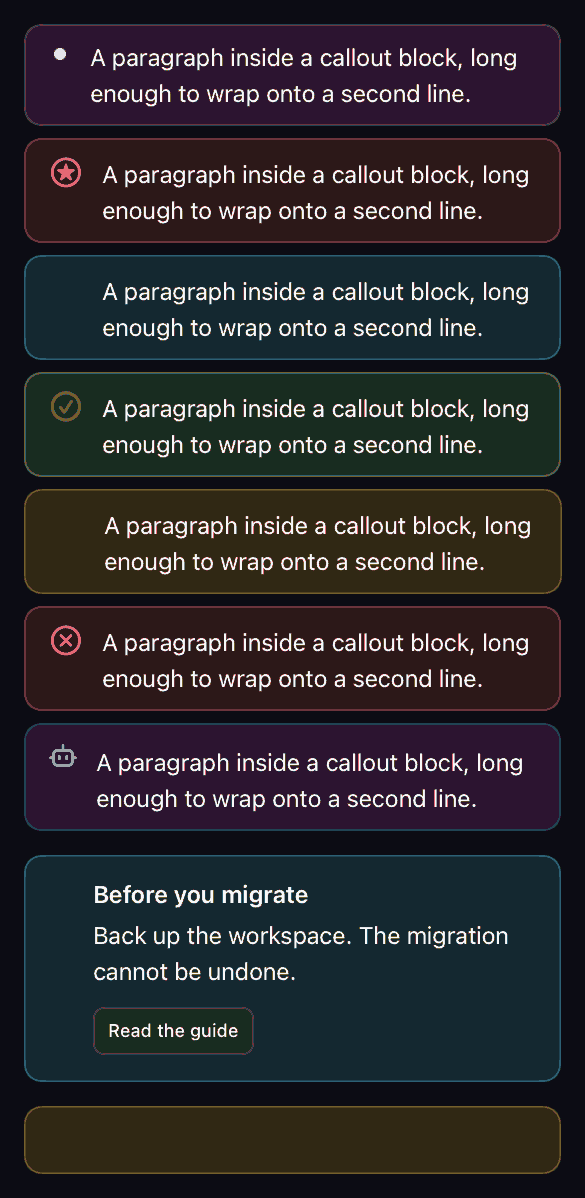 A paragraph inside a callout block, long
enough to wrap onto a second line.
A paragraph inside a callout block, long
enough to wrap onto a second line.
A paragraph inside a callout block, long
enough to wrap onto a second line.
A paragraph inside a callout block, long
enough to wrap onto a second line.
A paragraph inside a callout block, long
enough to wrap onto a second line.
A paragraph inside a callout block, long
enough to wrap onto a second line.
A paragraph inside a callout block, long
enough to wrap onto a second line.
Before you migrate
Back up the workspace. The migration
cannot be undone.
Read the guide